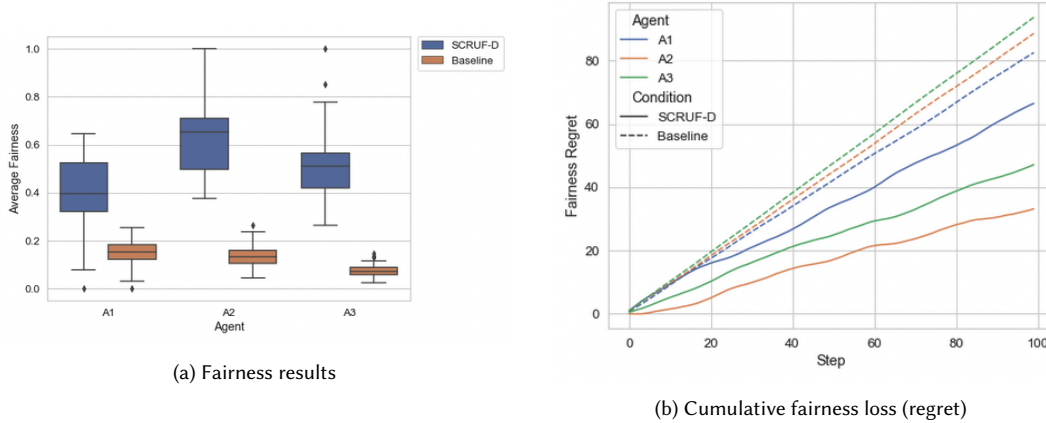 SCRUF-D
Baseline
1.0
0.8
0.6
0.4
0.2
0.0
Average Fairness
A1
A2
A3
Agent
(a) Fairness results
Agent
A1
A2
A3
Condition
SCRUF-D
Baseline
80
60
40
20
0
Fairness Regret
0
20
40
60
80
100
Step
(b) Cumulative fairness loss (regret)